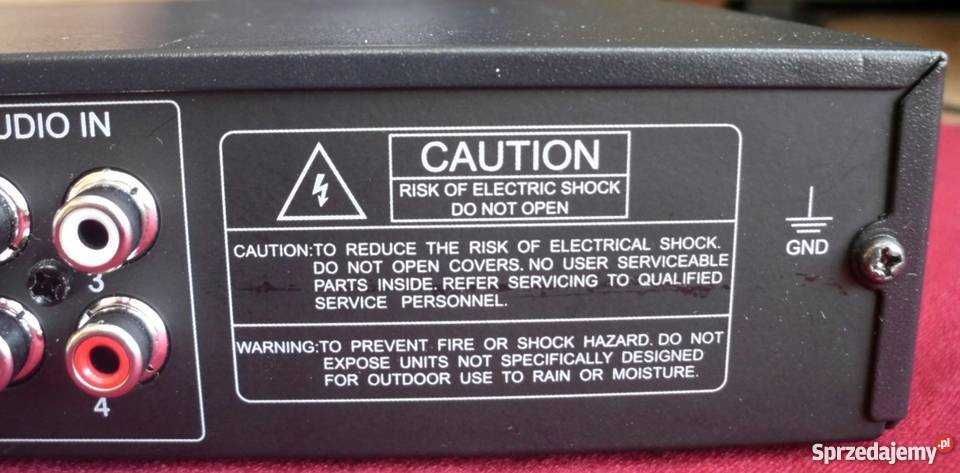 UDIO IN
3
4
CAUTION
RISK OF ELECTRIC SHOCK
DO NOT OPEN
CAUTION:TO REDUCE THE RISK OF ELECTRICAL SHOCK.
DO NOT OPEN COVERS. NO USER SERVICEABLE
PARTS INSIDE. REFER SERVICING TO QUALIFIED
SERVICE PERSONNEL.
WARNING:TO PREVENT FIRE OR SHOCK HAZARD. DO NOT
EXPOSE UNITS NOT SPECIFICALLY DESIGNED
FOR OUTDOOR USE TO RAIN OR MOISTURE.
GND
Sprzedajemy.pl